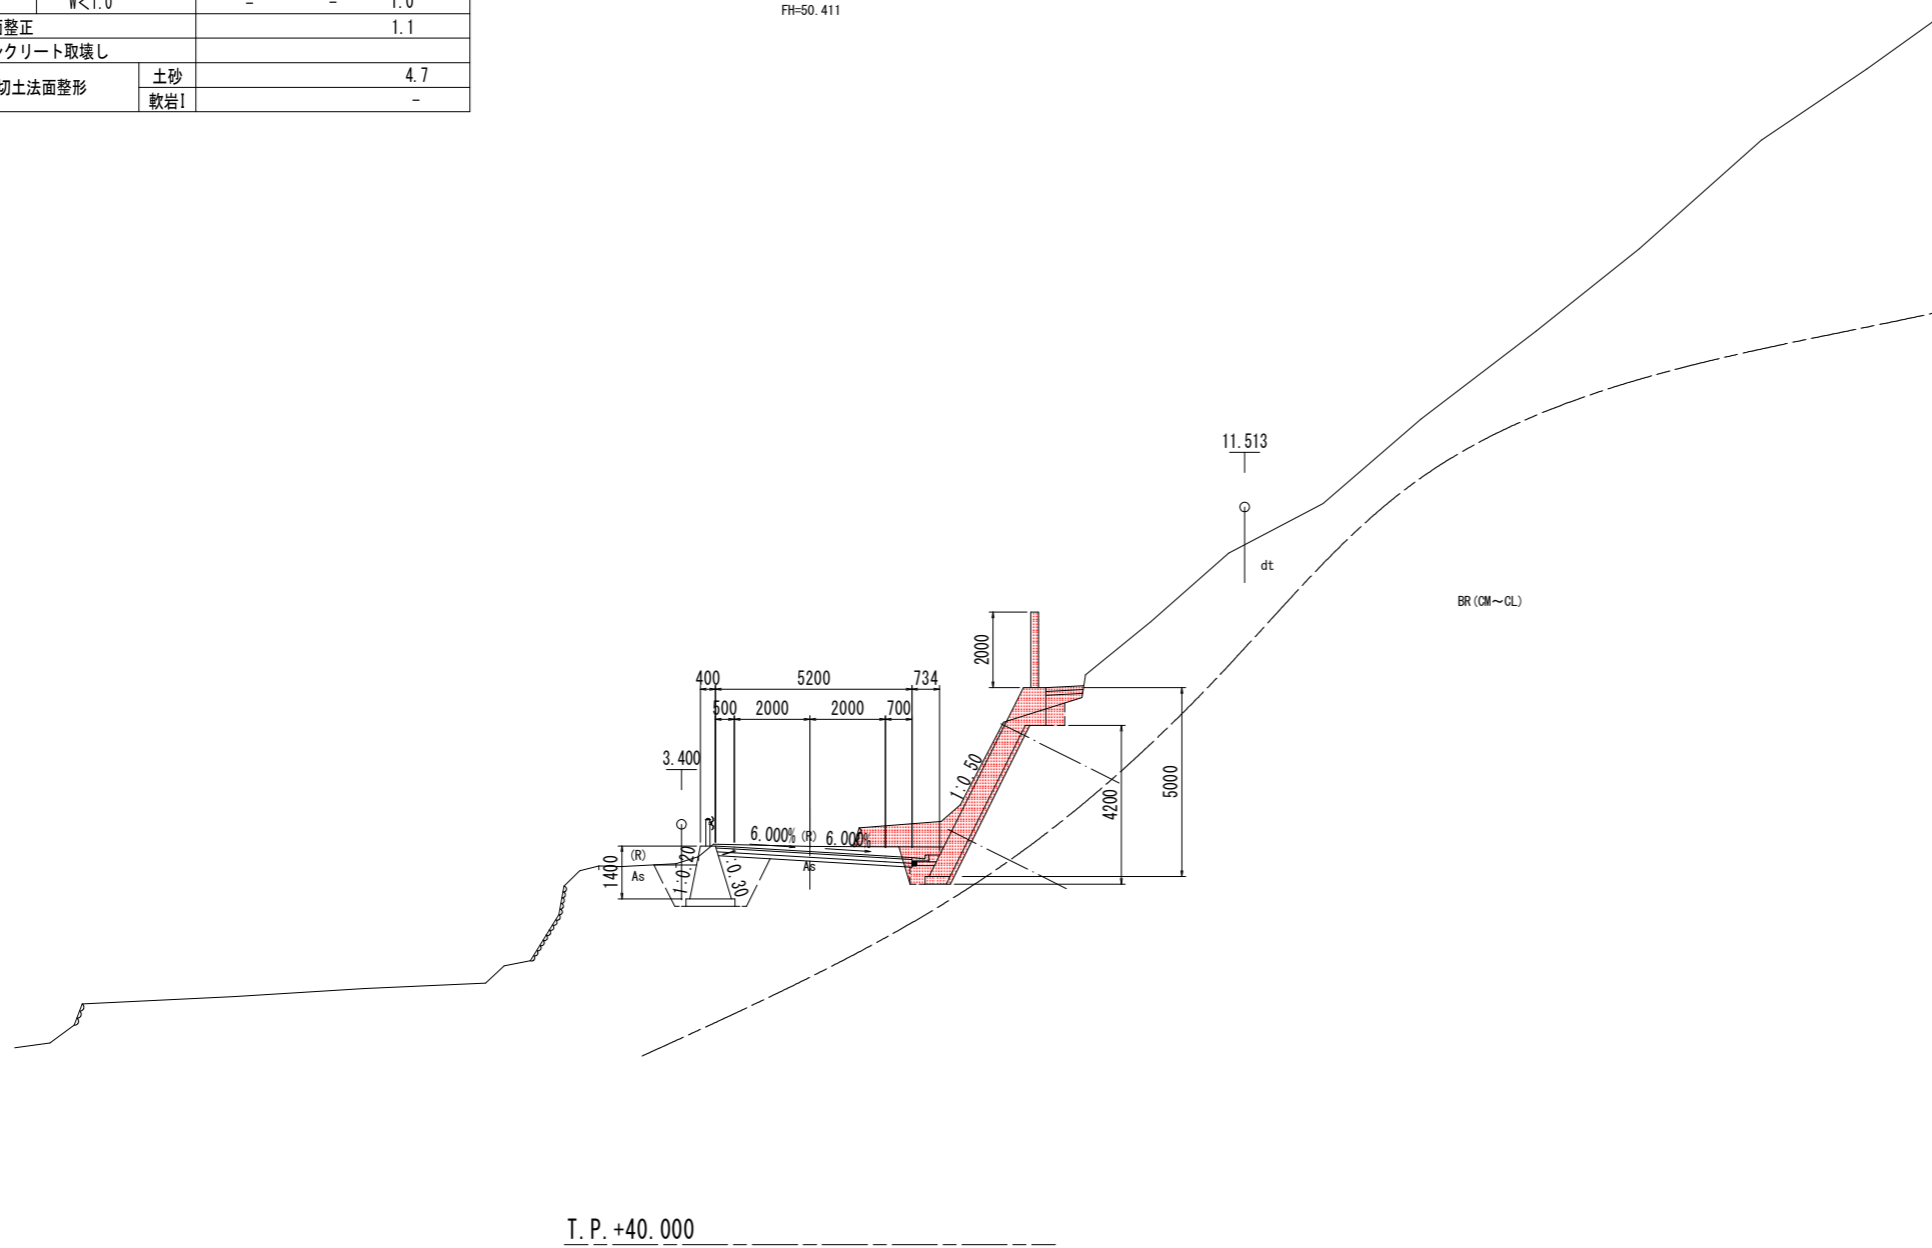 W<1.0 - - 1.0
FH=50.411
整正 1.1
クリート取壊し
切土法面整形 土砂 4.7
軟岩I -
11.513
dt
BR(CM～CL)
2000
400 5200 734
500 2000 2000 700
3.400
1:0.50
4200
5000
6.000% (R) 6.000%
1400
(R)
As
1:0.20
1:0.30
As
T.P.+40.000